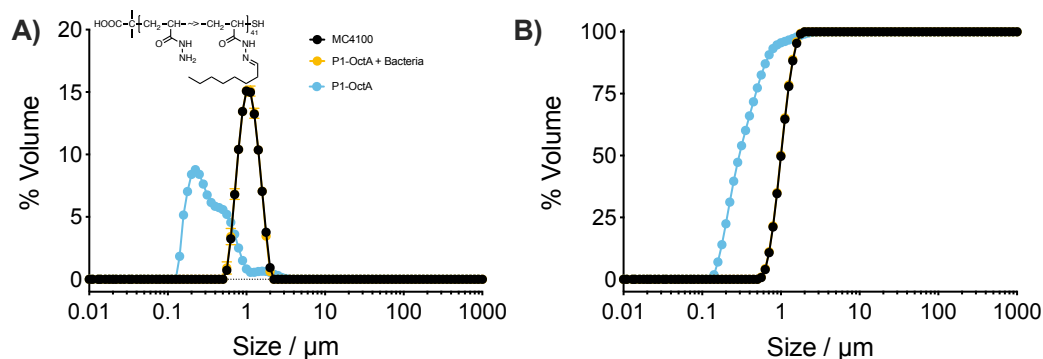 A)
HOOC C CH₂ CH ~> CH₂ CH SH
41
O NH O NH
NH₂ N
MC4100
P1-OctA + Bacteria
P1-OctA
% Volume
20
15
10
5
0
0.01 0.1 1 10 100 1000
Size / µm
B)
% Volume
100
75
50
25
0
0.01 0.1 1 10 100 1000
Size / µm